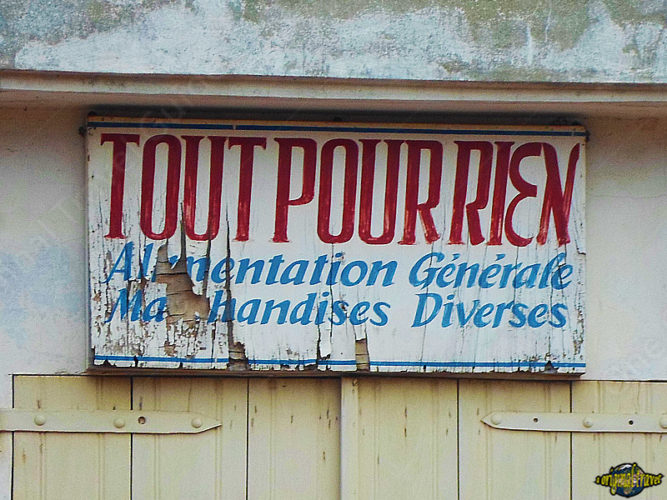 TOUT POUR RIEN
Alimentation Générale
Marchandises Diverses